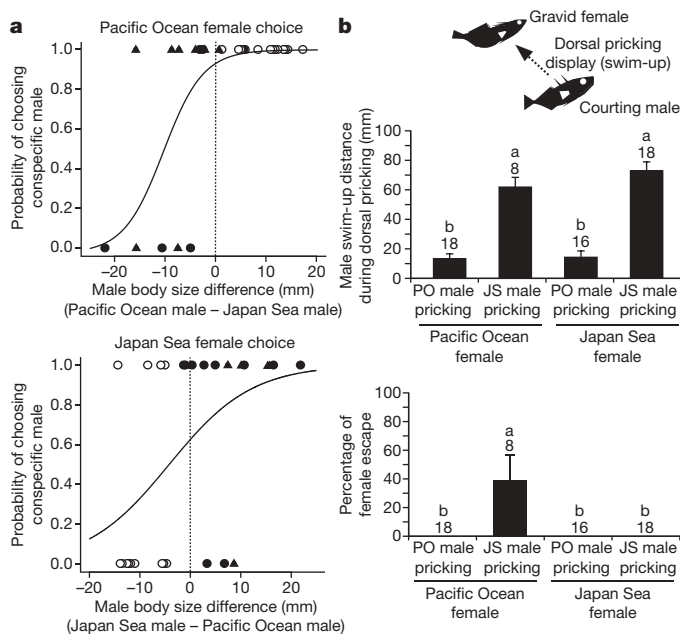 a
Pacific Ocean female choice
Probability of choosing
conspecific male
1.0
0.8
0.6
0.4
0.2
0.0
−20 −10 0 10 20
Male body size difference (mm)
(Pacific Ocean male – Japan Sea male)
Japan Sea female choice
Probability of choosing
conspecific male
1.0
0.8
0.6
0.4
0.2
0.0
−20 −10 0 10 20
Male body size difference (mm)
(Japan Sea male – Pacific Ocean male)
b
Gravid female
Dorsal pricking
display (swim-up)
Courting male
Male swim-up distance
during dorsal pricking (mm)
100
80
60
40
20
0
b
18
a
8
b
16
a
18
PO male JS male PO male JS male
pricking pricking pricking pricking
Pacific Ocean Japan Sea
female female
Percentage of
female escape
100
80
60
40
20
0
b
18
a
8
b
16
b
18
PO male JS male PO male JS male
pricking pricking pricking pricking
Pacific Ocean Japan Sea
female female